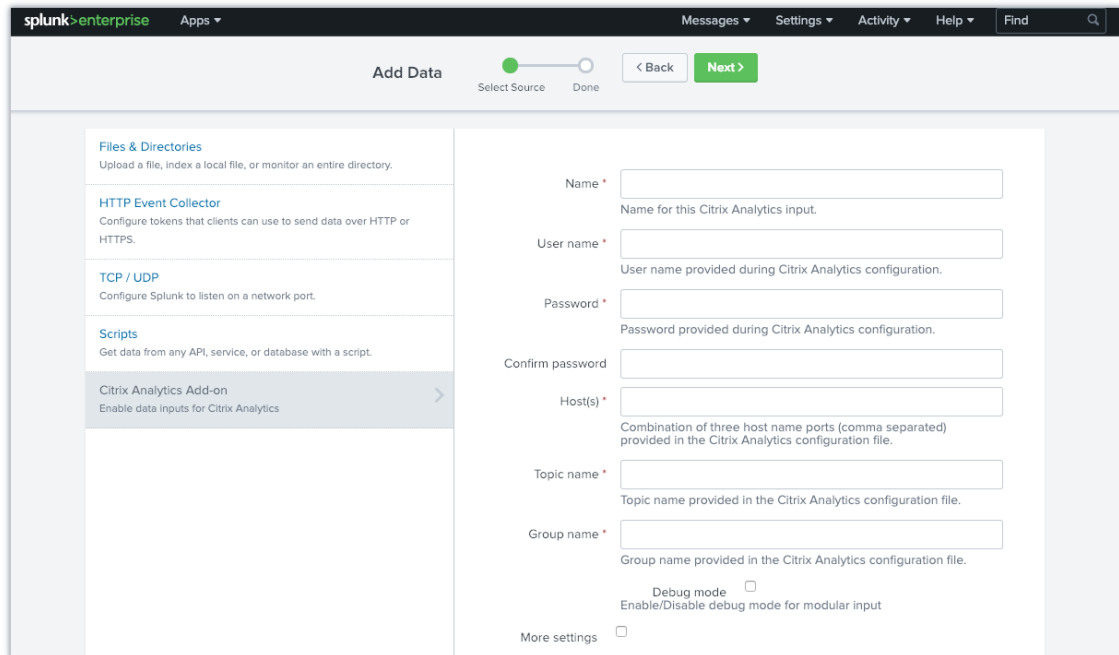 splunk>enterprise Apps Messages Settings Activity Help Find
Add Data
Select Source Done
< Back Next >
Files & Directories
Upload a file, index a local file, or monitor an entire directory.
HTTP Event Collector
Configure tokens that clients can use to send data over HTTP or
HTTPS.
TCP / UDP
Configure Splunk to listen on a network port.
Scripts
Get data from any API, service, or database with a script.
Citrix Analytics Add-on
Enable data inputs for Citrix Analytics
Name *
Name for this Citrix Analytics input.
User name *
User name provided during Citrix Analytics configuration.
Password *
Password provided during Citrix Analytics configuration.
Confirm password
Host(s) *
Combination of three host name ports (comma separated)
provided in the Citrix Analytics configuration file.
Topic name *
Topic name provided in the Citrix Analytics configuration file.
Group name *
Group name provided in the Citrix Analytics configuration file.
Debug mode
Enable/Disable debug mode for modular input
More settings